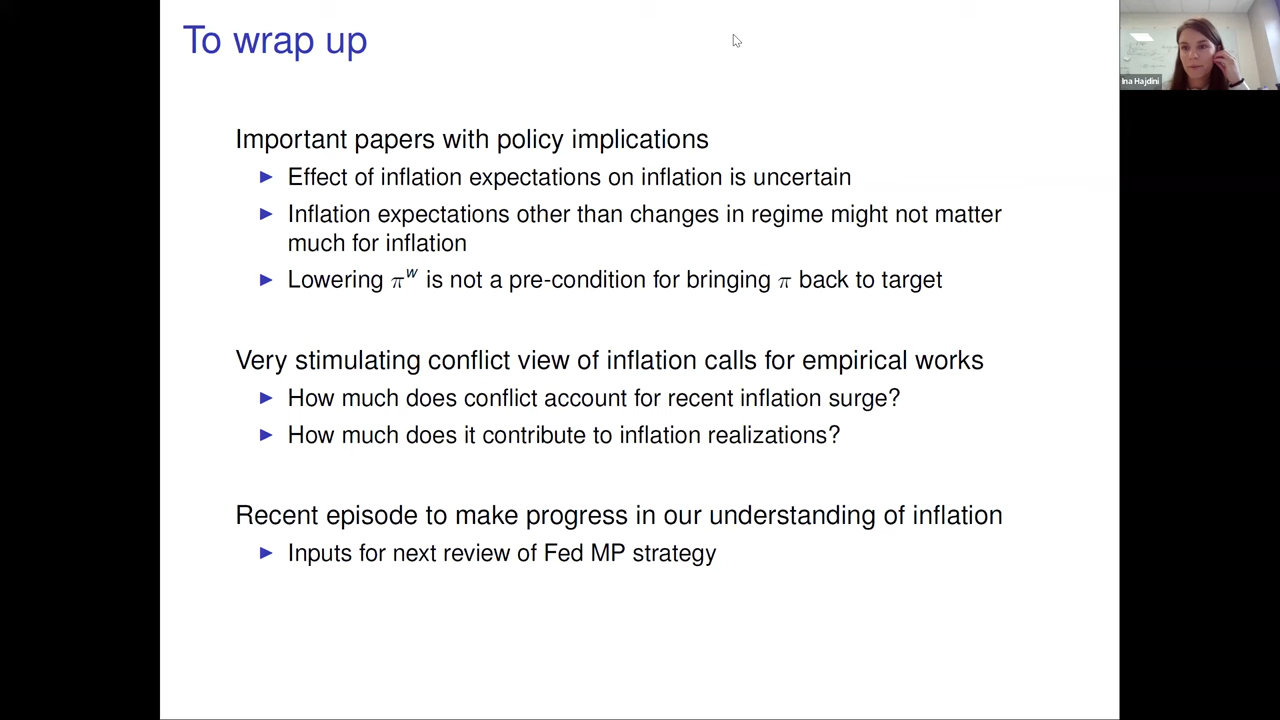 To wrap up
Ina Hajdini
Important papers with policy implications
► Effect of inflation expectations on inflation is uncertain
► Inflation expectations other than changes in regime might not matter
much for inflation
► Lowering π^w is not a pre-condition for bringing π back to target
Very stimulating conflict view of inflation calls for empirical works
► How much does conflict account for recent inflation surge?
► How much does it contribute to inflation realizations?
Recent episode to make progress in our understanding of inflation
► Inputs for next review of Fed MP strategy